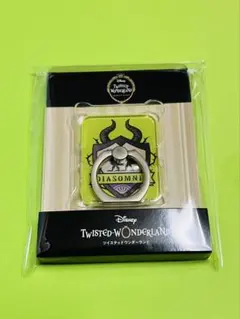 Disney
TWISTED
WONDERLAND
DIASOMNIA
Disney
TWISTED-WONDERLAND
ツイステッドワンダーランド